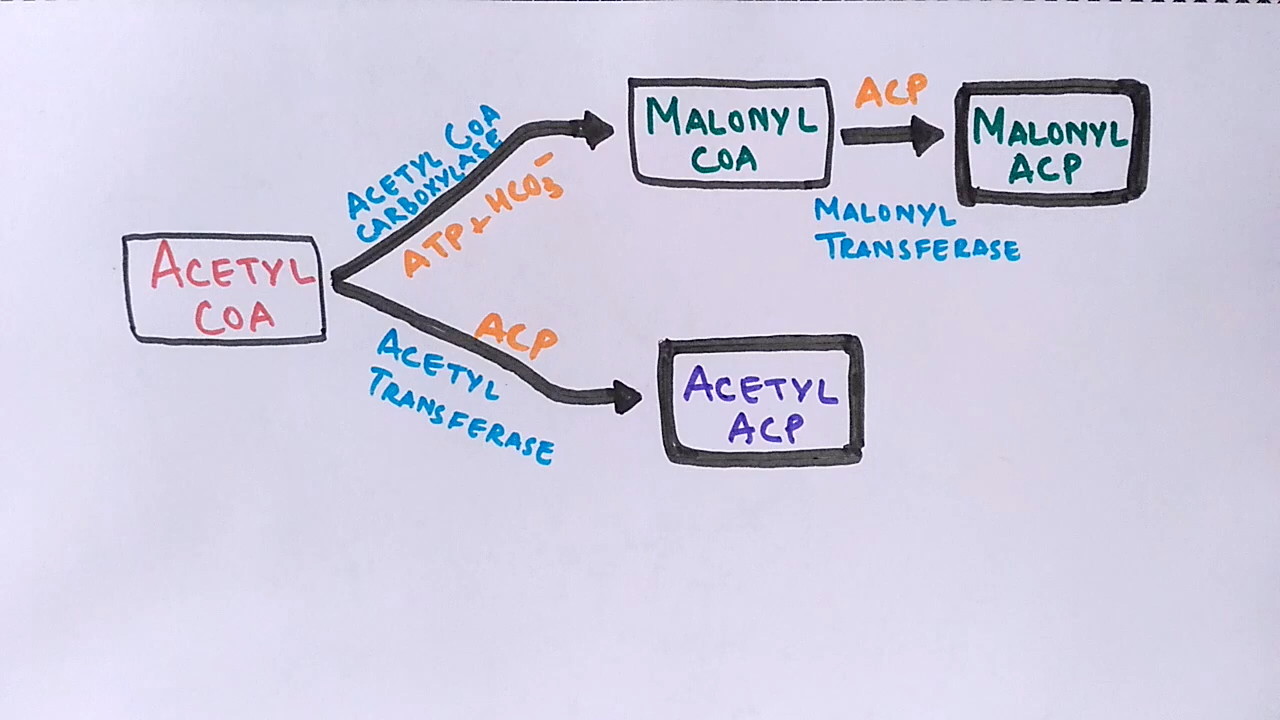 ACETYL
COA
ACETYL COA
CARBOXYLASE
ATP + HCO3-
MALONYL
COA
ACP
MALONYL
TRANSFERASE
MALONYL
ACP
ACP
ACETYL
TRANSFERASE
ACETYL
ACP